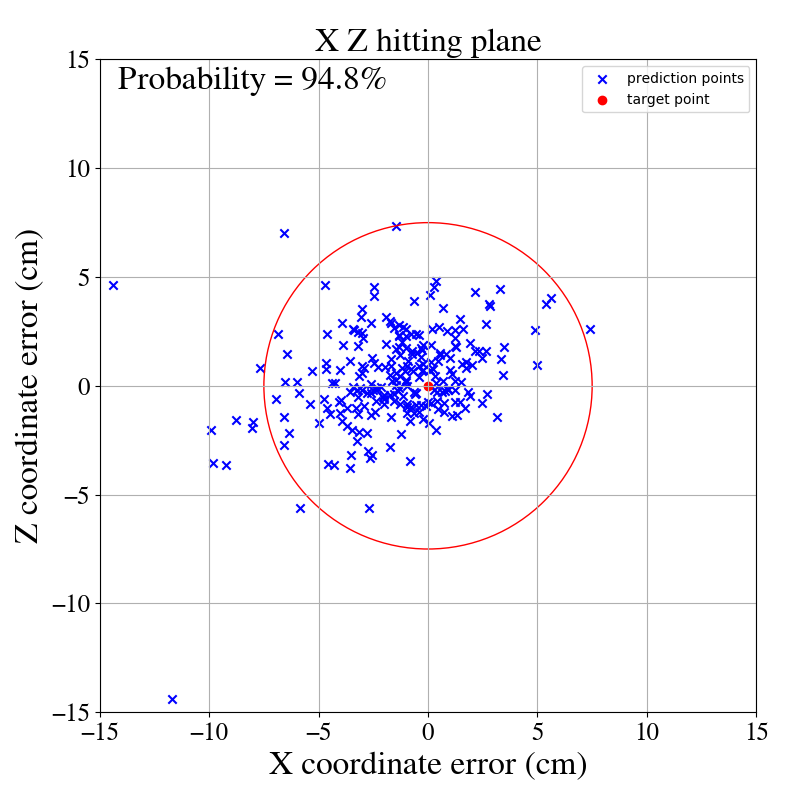 X Z hitting plane
Probability = 94.8%
prediction points
target point
15
10
5
0
−5
−10
−15
Z coordinate error (cm)
−15 −10 −5 0 5 10 15
X coordinate error (cm)